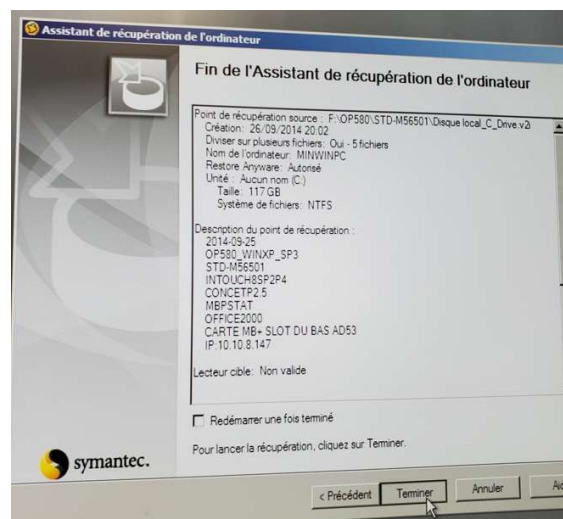 Assistant de récupération de l'ordinateur
Fin de l'Assistant de récupération de l'ordinateur
Point de récupération source : F:\OP580\STD-M56501\Disque local_C_Drive.v2i
Création: 26/09/2014 20:02
Diviser sur plusieurs fichiers: Oui - 5 fichiers
Nom de l'ordinateur: MINWINPC
Restore Anyware: Autorisé
Unité : Aucun nom (C:)
Taille: 117 GB
Système de fichiers: NTFS
Description du point de récupération :
2014-09-25
OP580_WINXP_SP3
STD-M56501
INTOUCH8SP2P4
CONCETP2.5
MBPSTAT
OFFICE2000
CARTE MB+ SLOT DU BAS AD53
IP:10.10.8.147
Lecteur cible: Non valide
Redémarrer une fois terminé
Pour lancer la récupération, cliquez sur Terminer.
symantec.
< Précédent Terminer Annuler